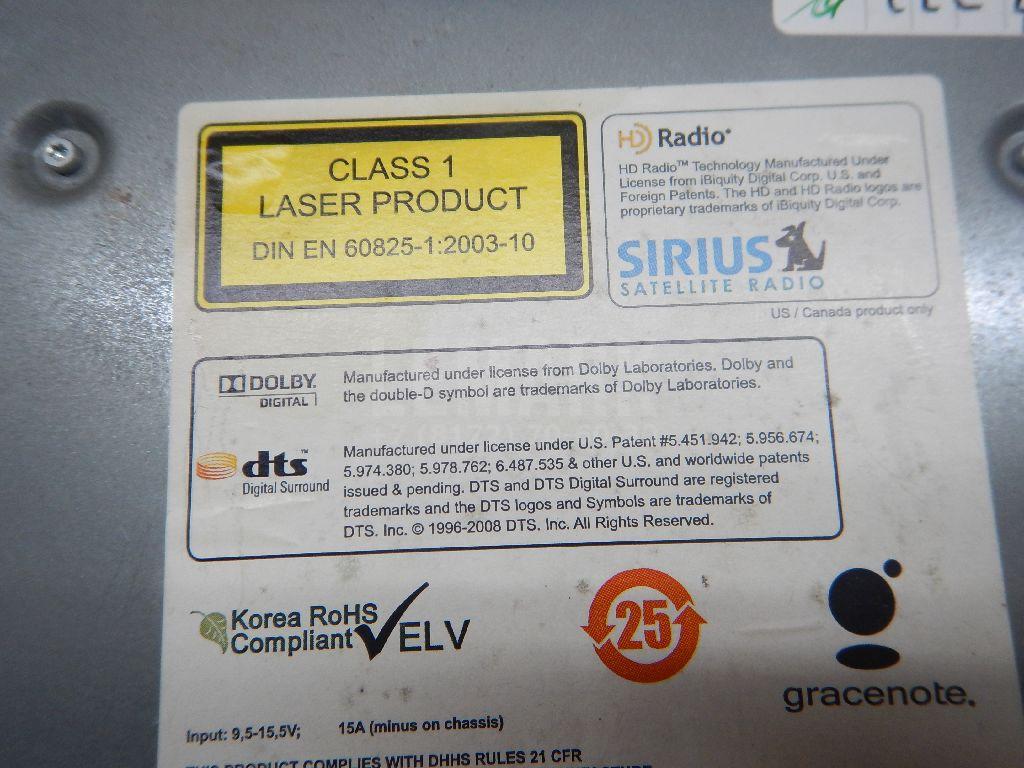 CLASS 1
LASER PRODUCT
DIN EN 60825-1:2003-10
HD Radio
HD Radio™ Technology Manufactured Under
License from iBiquity Digital Corp. U.S. and
Foreign Patents. The HD and HD Radio logos are
proprietary trademarks of iBiquity Digital Corp.
SIRIUS
SATELLITE RADIO
US / Canada product only
DOLBY
DIGITAL
Manufactured under license from Dolby Laboratories. Dolby and
the double-D symbol are trademarks of Dolby Laboratories.
dts™
Digital Surround
Manufactured under license under U.S. Patent #5.451.942; 5.956.674;
5.974.380; 5.978.762; 6.487.535 & other U.S. and worldwide patents
issued & pending. DTS and DTS Digital Surround are registered
trademarks and the DTS logos and Symbols are trademarks of
DTS. Inc. © 1996-2008 DTS. Inc. All Rights Reserved.
Korea RoHS
Compliant
ELV
25
gracenote.
Input: 9,5-15,5V; 15A (minus on chassis)
THIS PRODUCT COMPLIES WITH DHHS RULES 21 CFR